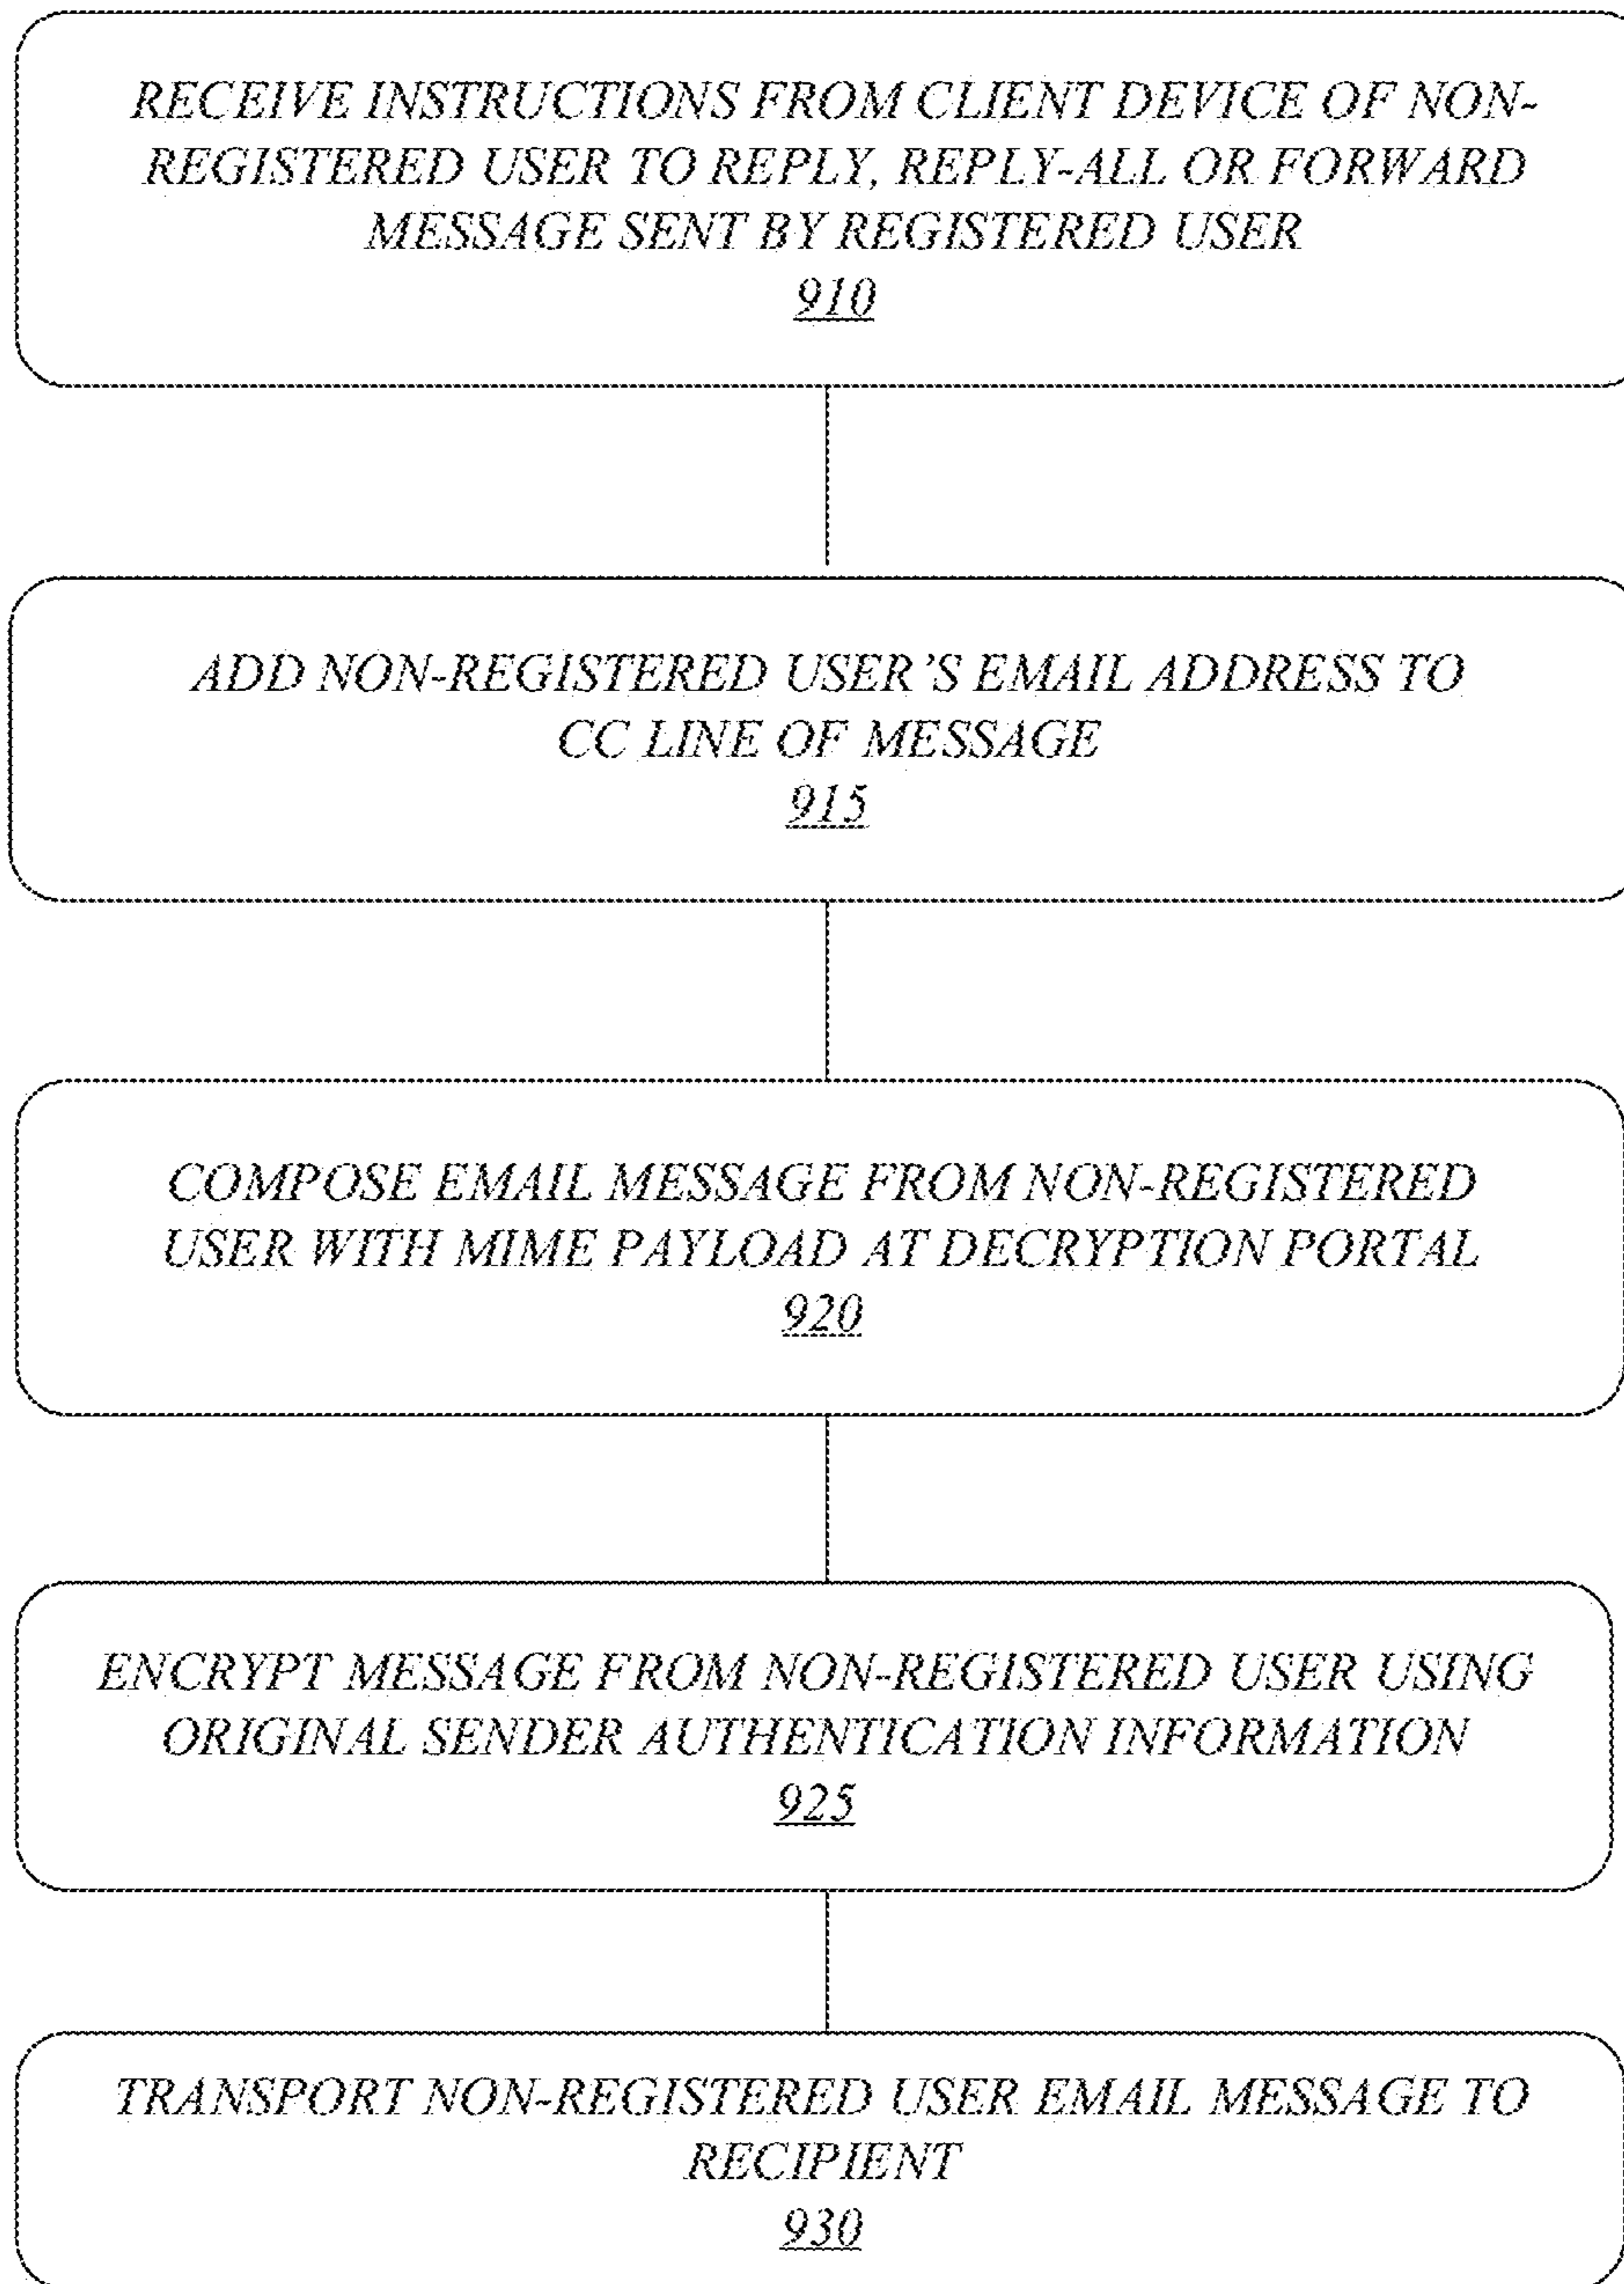 RECEIVE INSTRUCTIONS FROM CLIENT DEVICE OF NON-
REGISTERED USER TO REPLY, REPLY-ALL OR FORWARD
MESSAGE SENT BY REGISTERED USER
910
ADD NON-REGISTERED USER'S EMAIL ADDRESS TO
CC LINE OF MESSAGE
915
COMPOSE EMAIL MESSAGE FROM NON-REGISTERED
USER WITH MIME PAYLOAD AT DECRYPTION PORTAL
920
ENCRYPT MESSAGE FROM NON-REGISTERED USER USING
ORIGINAL SENDER AUTHENTICATION INFORMATION
925
TRANSPORT NON-REGISTERED USER EMAIL MESSAGE TO
RECIPIENT
930